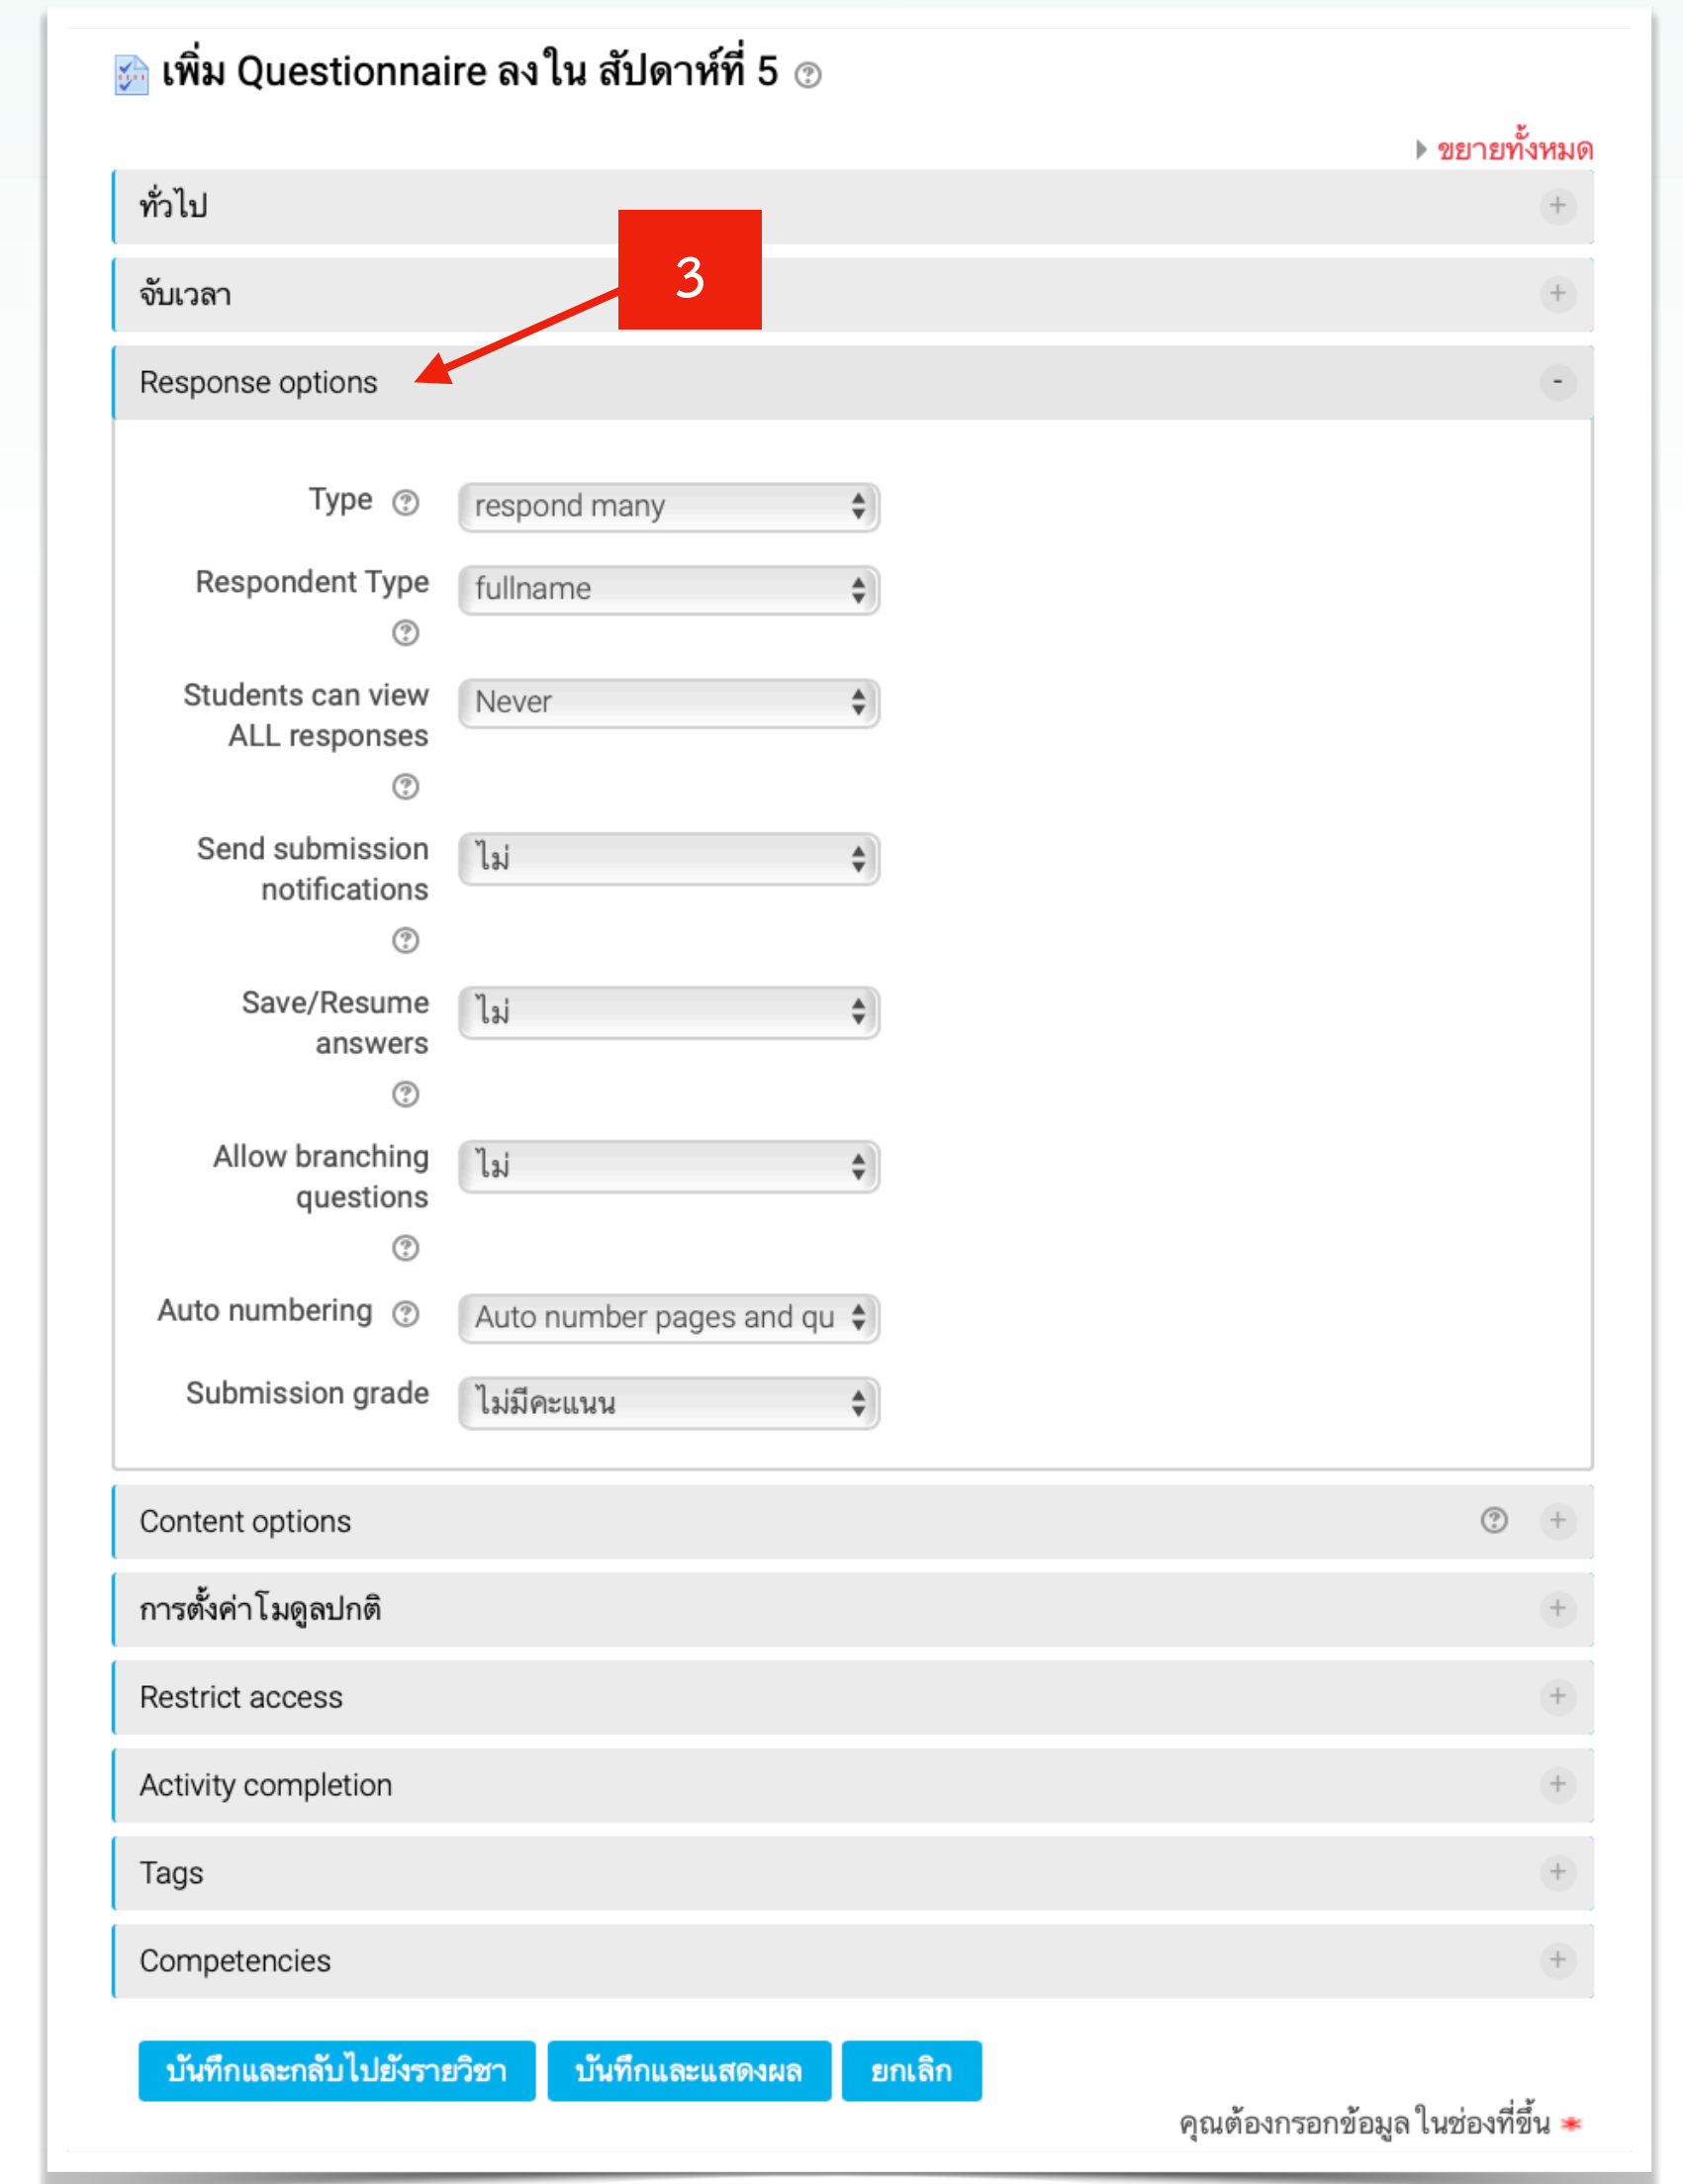 เพิ่ม Questionnaire ลงใน สัปดาห์ที่ 5
ขยายทั้งหมด
ทั่วไป
3
จับเวลา
Response options
Type respond many
Respondent Type fullname
Students can view Never
ALL responses
Send submission ไม่
notifications
Save/Resume ไม่
answers
Allow branching ไม่
questions
Auto numbering Auto number pages and qu
Submission grade ไม่มีคะแนน
Content options
การตั้งค่าโมดูลปกติ
Restrict access
Activity completion
Tags
Competencies
บันทึกและกลับไปยังรายวิชา บันทึกและแสดงผล ยกเลิก
คุณต้องกรอกข้อมูลในช่องที่ขึ้น *